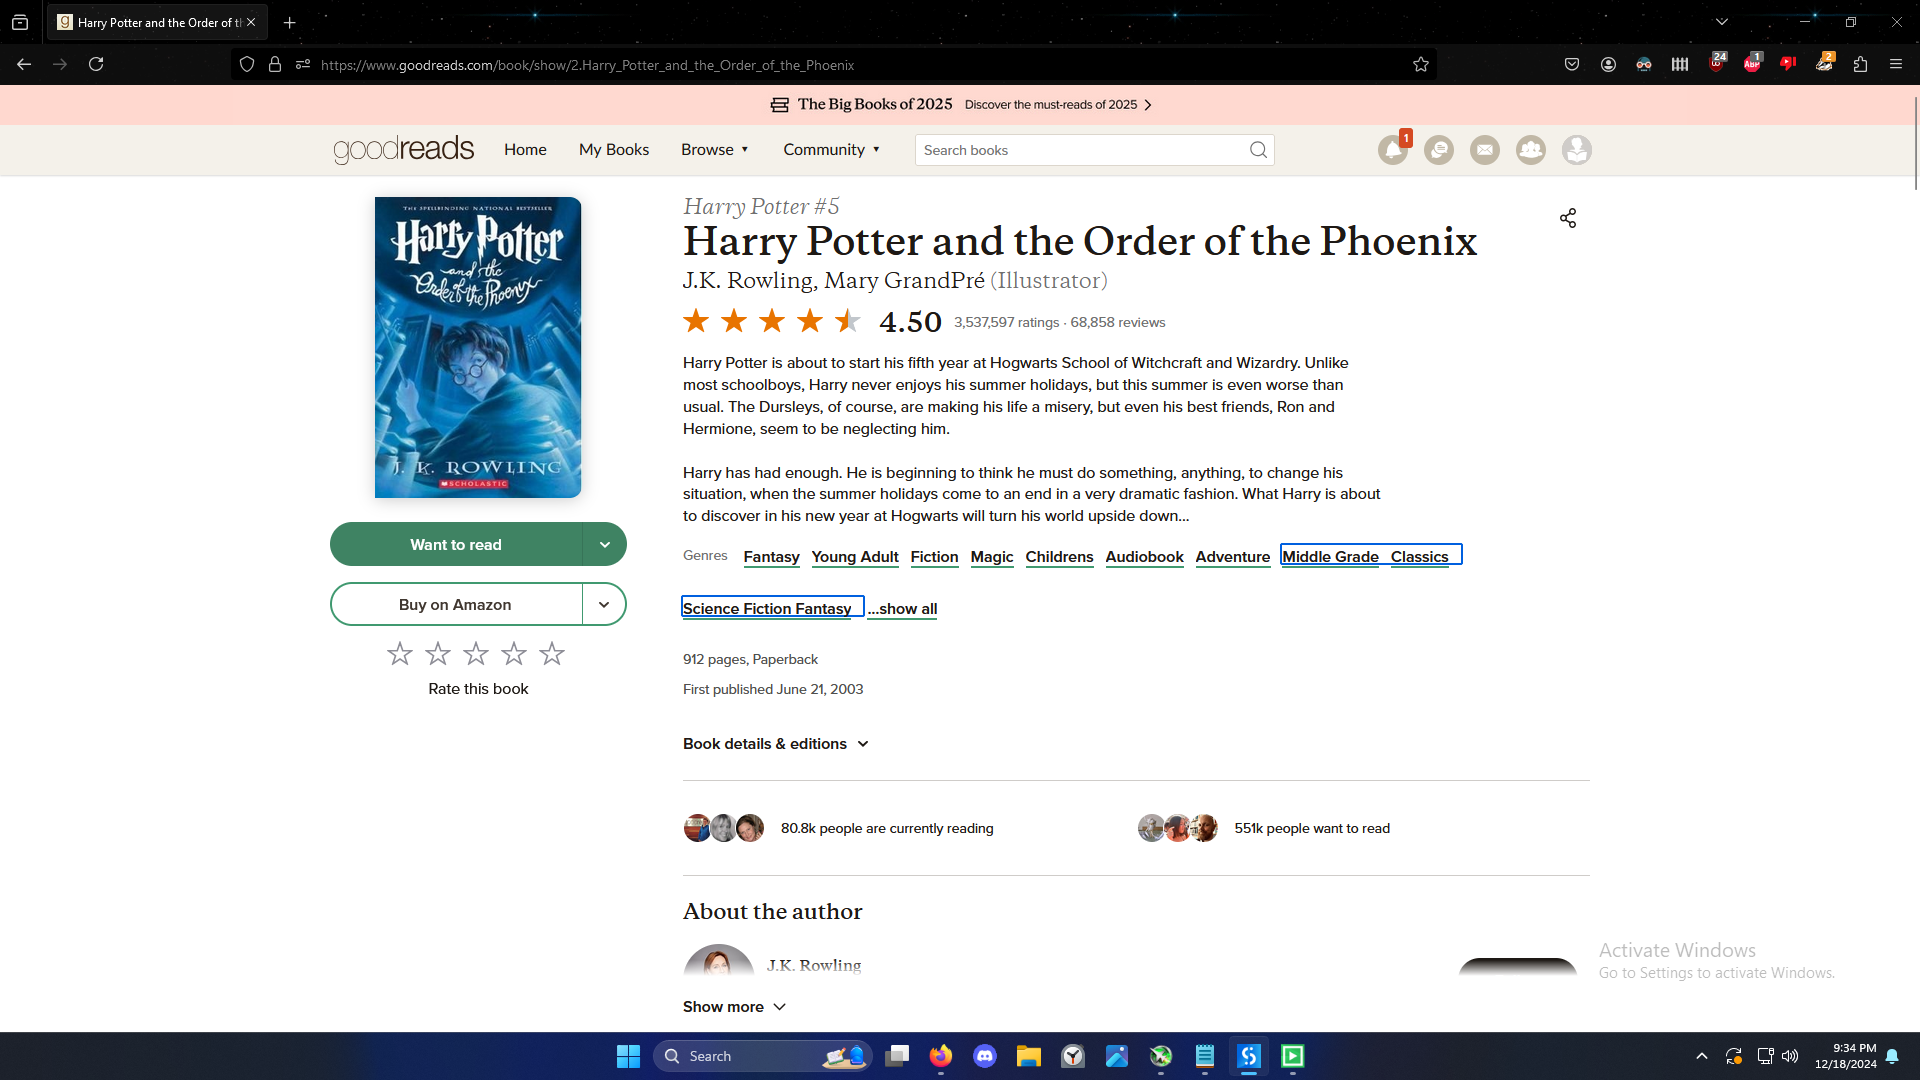 Harry Potter and the Order of th
https://www.goodreads.com/book/show/2.Harry_Potter_and_the_Order_of_the_Phoenix
24
ABP
1
2
The Big Books of 2025 Discover the must-reads of 2025
goodreads
Home
My Books
Browse
Community
Search books
1
THE SPELLBINDING NATIONAL BESTSELLER
Harry Potter
and the
Order of the Phoenix
J. K. ROWLING
SCHOLASTIC
Want to read
Buy on Amazon
Rate this book
Harry Potter #5
Harry Potter and the Order of the Phoenix
J.K. Rowling, Mary GrandPré (Illustrator)
4.50 3,537,597 ratings · 68,858 reviews
Harry Potter is about to start his fifth year at Hogwarts School of Witchcraft and Wizardry. Unlike
most schoolboys, Harry never enjoys his summer holidays, but this summer is even worse than
usual. The Dursleys, of course, are making his life a misery, but even his best friends, Ron and
Hermione, seem to be neglecting him.
Harry has had enough. He is beginning to think he must do something, anything, to change his
situation, when the summer holidays come to an end in a very dramatic fashion. What Harry is about
to discover in his new year at Hogwarts will turn his world upside down...
Genres Fantasy Young Adult Fiction Magic Childrens Audiobook Adventure Middle Grade Classics
Science Fiction Fantasy ...show all
912 pages, Paperback
First published June 21, 2003
Book details & editions
80.8k people are currently reading
551k people want to read
About the author
J.K. Rowling
Show more
Activate Windows
Go to Settings to activate Windows.
Search
9:34 PM
12/18/2024